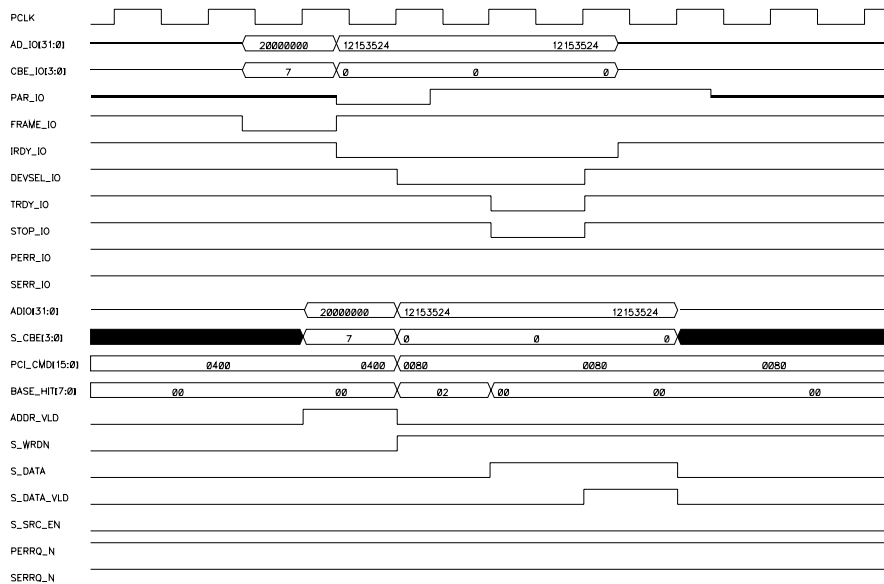 PCLK
AD_IO[31:0] 20000000 12153524 12153524
CBE_IO[3:0] 7 0 0 0
PAR_IO
FRAME_IO
IRDY_IO
DEVSEL_IO
TRDY_IO
STOP_IO
PERR_IO
SERR_IO
ADIO[31:0] 20000000 12153524 12153524
S_CBE[3:0] 7 0 0 0
PCI_CMD[15:0] 0400 0400 0080 0080 0080
BASE_HIT[7:0] 00 00 02 00 00 00
ADDR_VLD
S_WRDN
S_DATA
S_DATA_VLD
S_SRC_EN
PERRQ_N
SERRQ_N